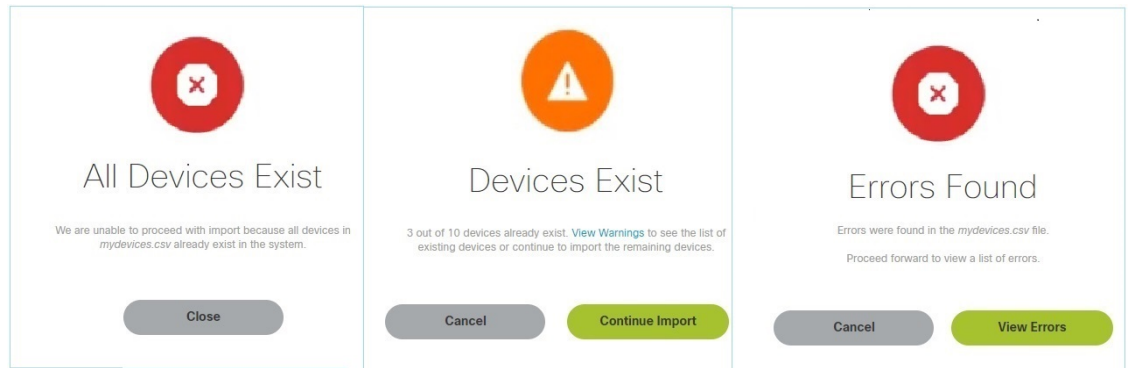 All Devices Exist
We are unable to proceed with import because all devices in
mydevices.csv already exist in the system.
Close
Devices Exist
3 out of 10 devices already exist. View Warnings to see the list of
existing devices or continue to import the remaining devices.
Cancel
Continue Import
Errors Found
Errors were found in the mydevices.csv file.
Proceed forward to view a list of errors.
Cancel
View Errors